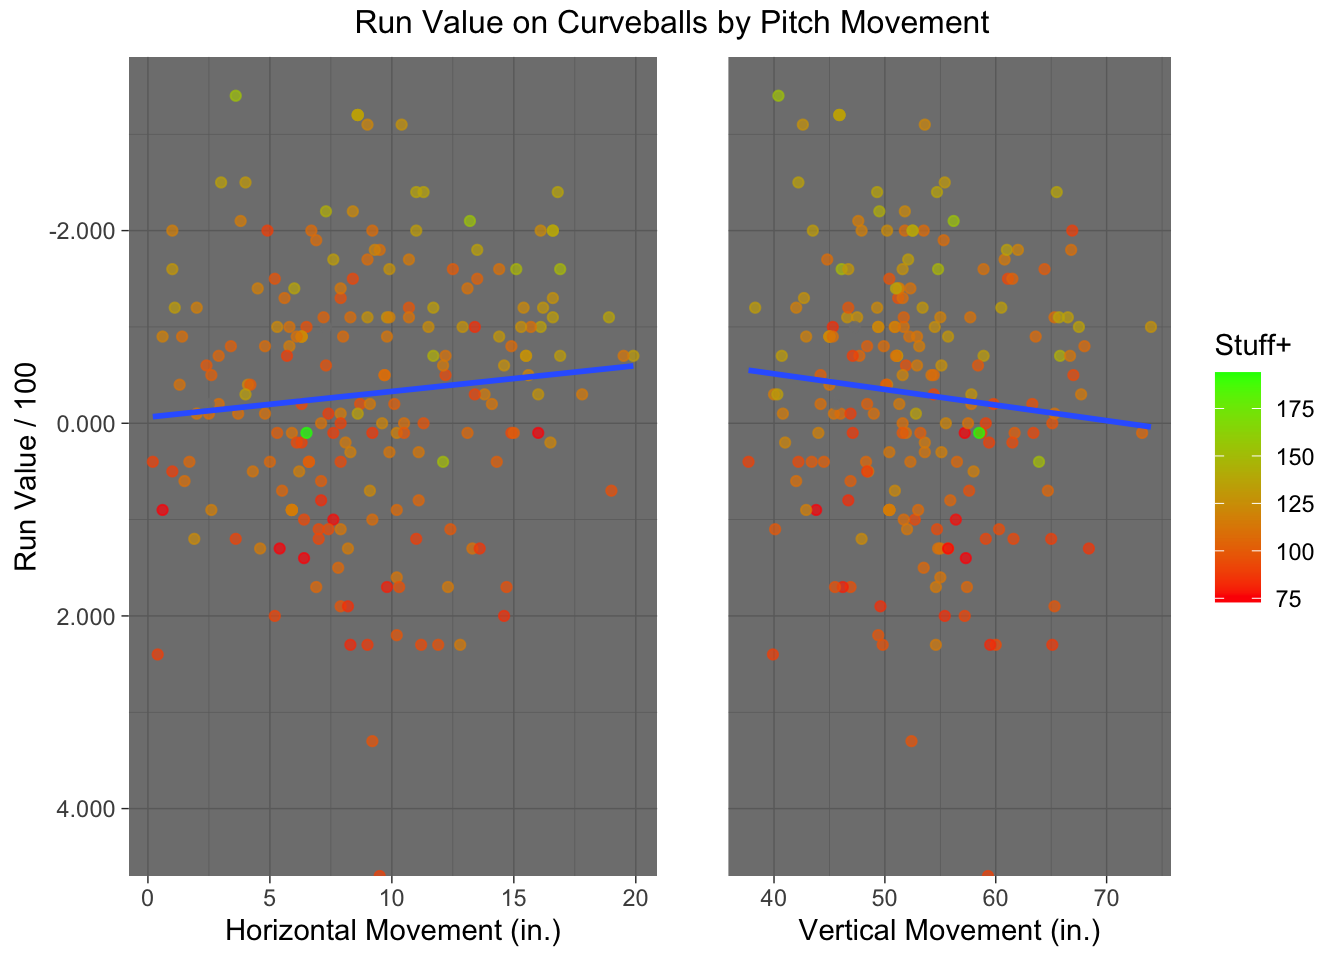 Run Value on Curveballs by Pitch Movement
Run Value / 100
-2.000
0.000
2.000
4.000
0 5 10 15 20
Horizontal Movement (in.)
40 50 60 70
Vertical Movement (in.)
Stuff+
175
150
125
100
75